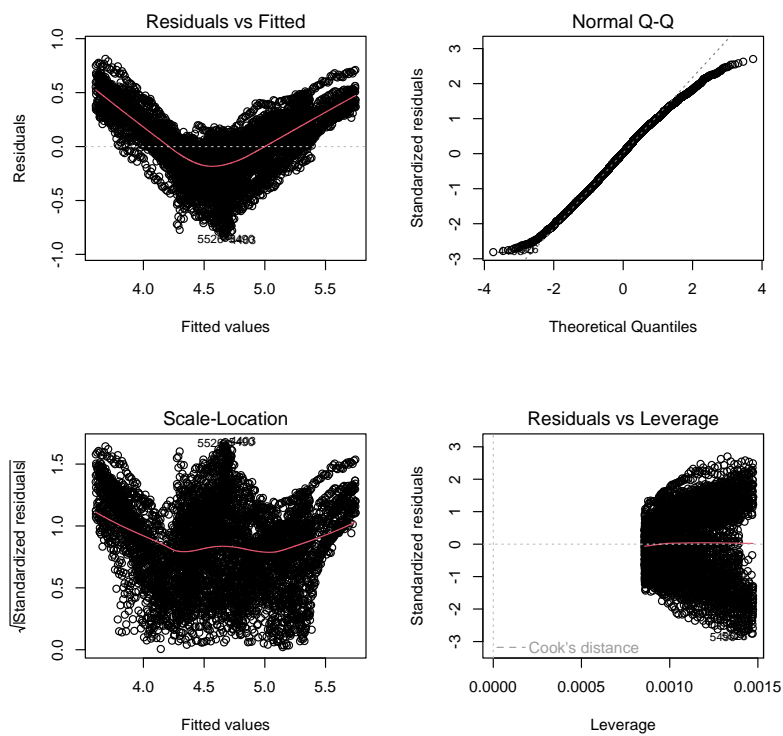 Residuals vs Fitted
Residuals
1.0
0.5
0.0
-0.5
-1.0
4.0 4.5 5.0 5.5
Fitted values
Normal Q-Q
Standardized residuals
3
2
1
0
-1
-2
-3
-4 -2 0 2 4
Theoretical Quantiles
Scale-Location
√|Standardized residuals|
1.5
1.0
0.5
0.0
4.0 4.5 5.0 5.5
Fitted values
Residuals vs Leverage
Standardized residuals
3
2
1
0
-1
-2
-3
Cook's distance
0.0000 0.0005 0.0010 0.0015
Leverage